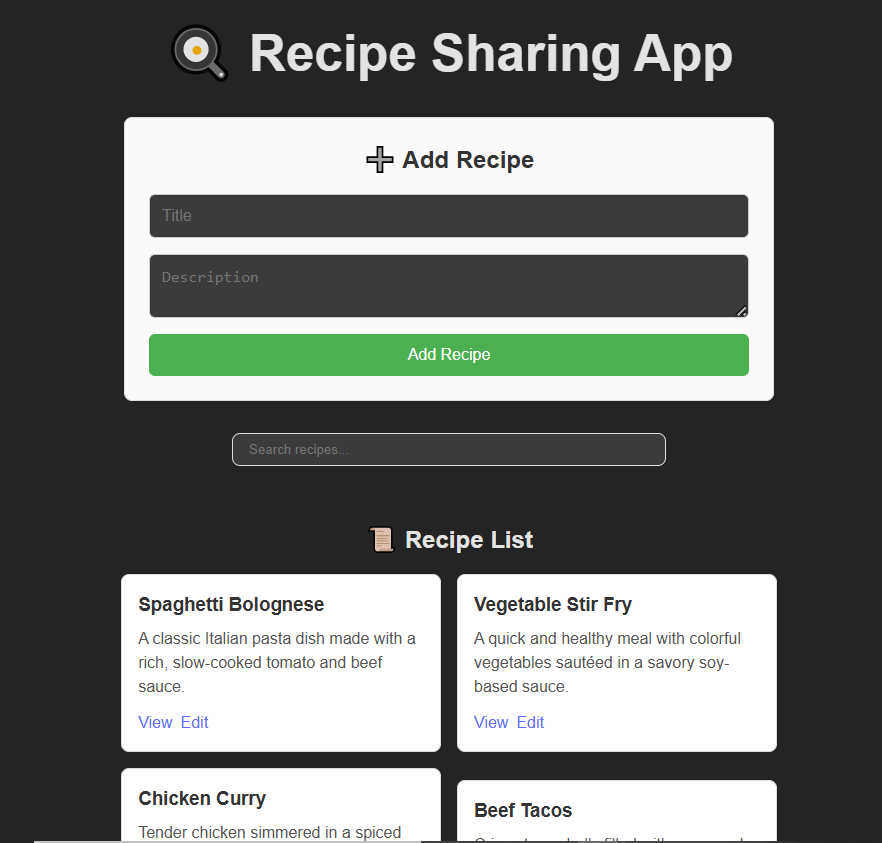 Recipe Sharing App
Add Recipe
Title
Description
Add Recipe
Search recipes...
Recipe List
Spaghetti Bolognese
A classic Italian pasta dish made with a
rich, slow-cooked tomato and beef
sauce.
View Edit
Vegetable Stir Fry
A quick and healthy meal with colorful
vegetables sautéed in a savory soy-
based sauce.
View Edit
Chicken Curry
Tender chicken simmered in a spiced
Beef Tacos